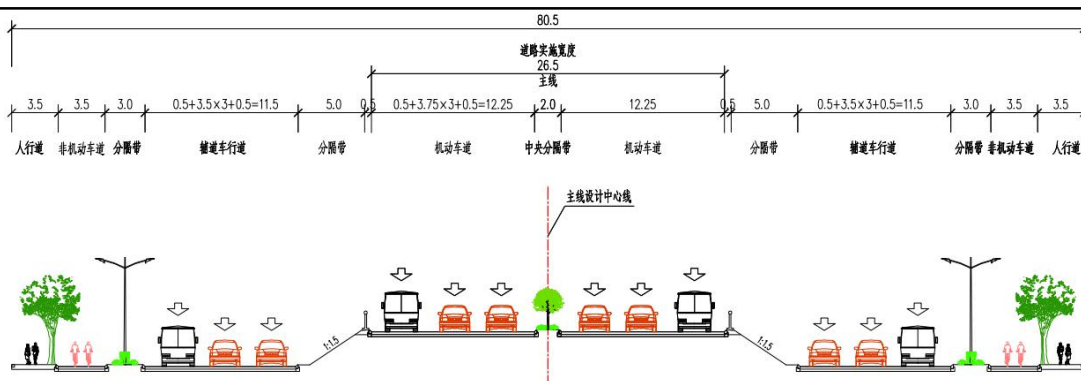 80.5
道路实施宽度
26.5
主线
3.5 3.5 3.0 0.5+3.5×3+0.5=11.5 5.0 0.5 0.5+3.75×3+0.5=12.25 2.0 12.25 0.5 5.0 0.5+3.5×3+0.5=11.5 3.0 3.5 3.5
人行道 非机动车道 分隔带 辅道车行道 分隔带 机动车道 中央分隔带 机动车道 分隔带 辅道车行道 分隔带 非机动车道 人行道
主线设计中心线
1:1.5 1:1.5